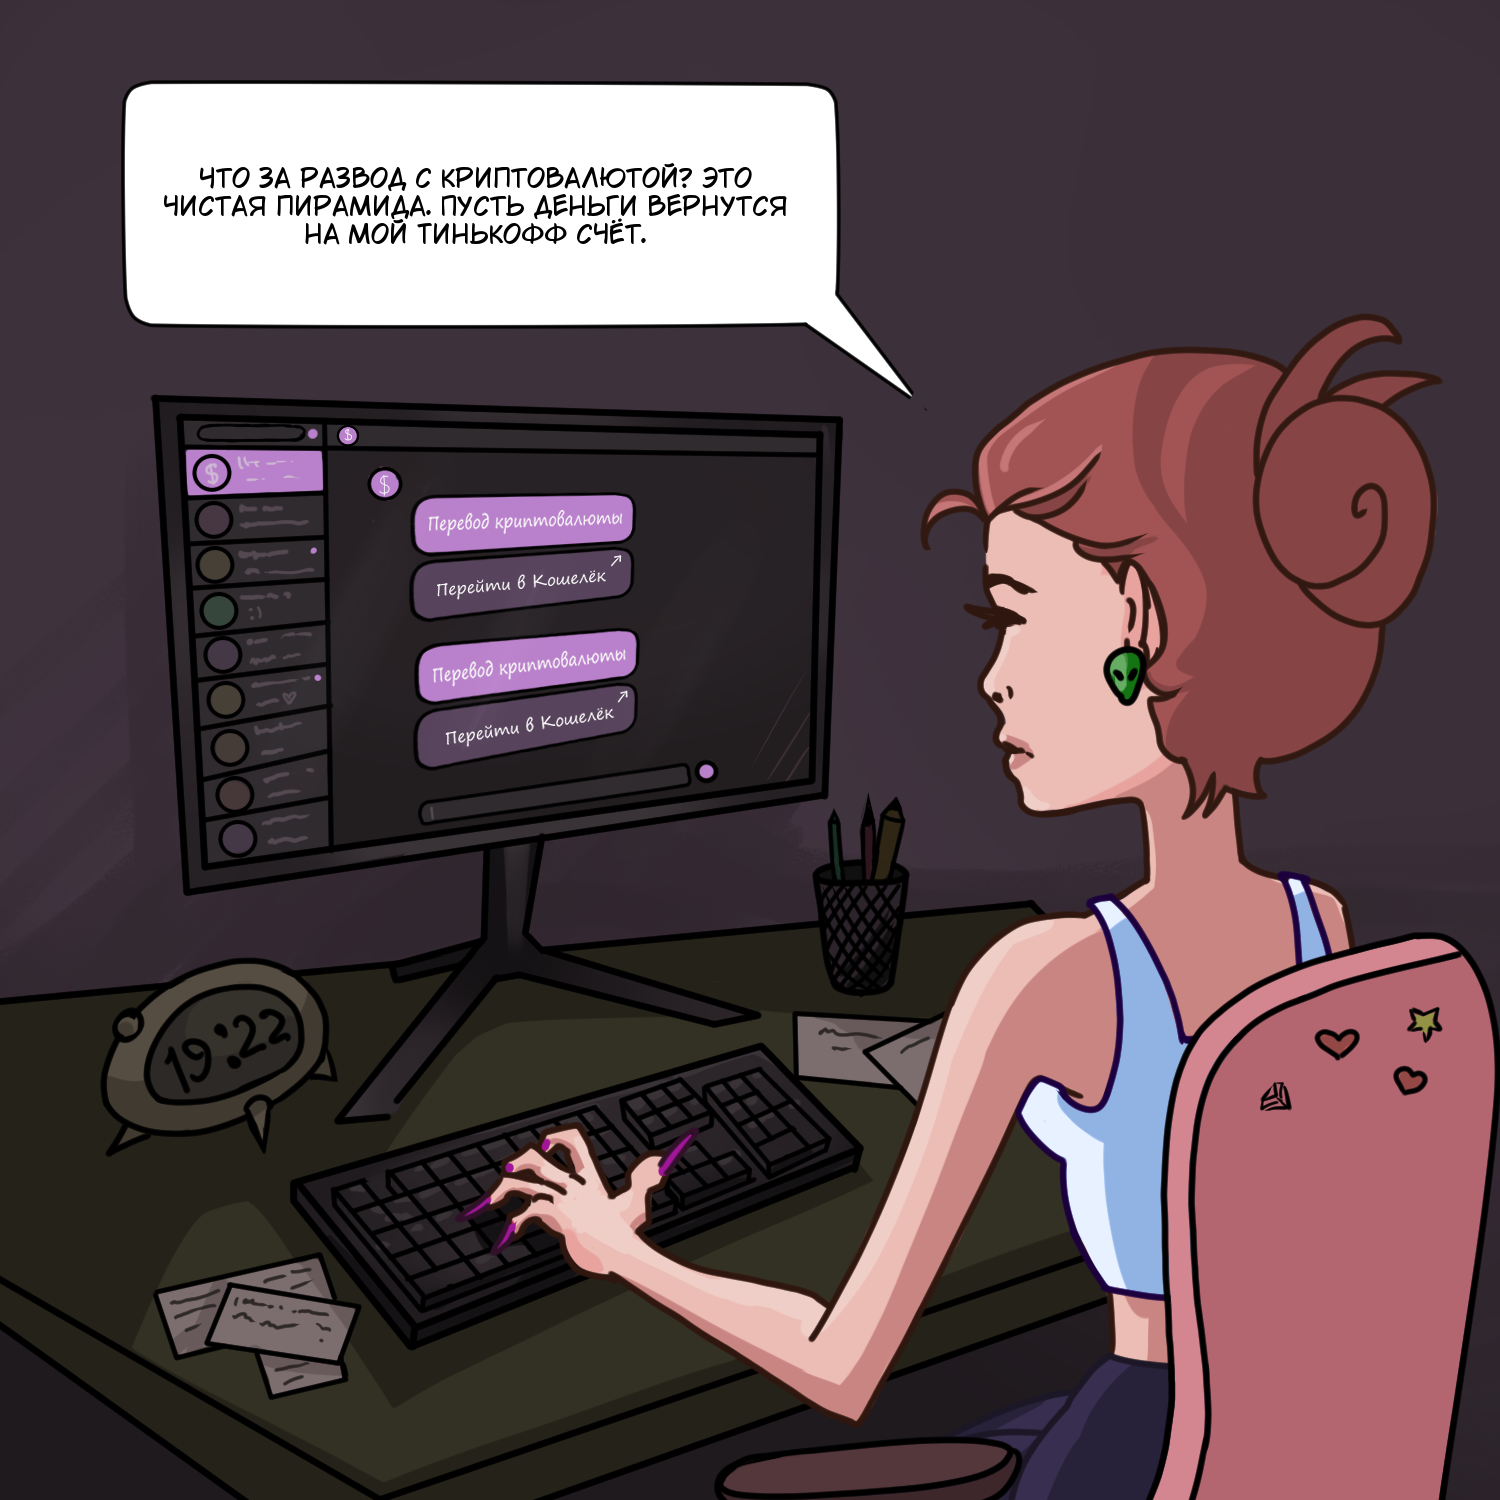 ЧТО ЗА РАЗВОД С КРИПТОВАЛЮТОЙ? ЭТО
ЧИСТАЯ ПИРАМИДА. ПУСТЬ ДЕНЬГИ ВЕРНУТСЯ
НА МОЙ ТИНЬКОФФ СЧЁТ.
$
$
$
Перевод криптовалюты
Перейти в Кошелёк
Перевод криптовалюты
Перейти в Кошелёк
:)
19:22